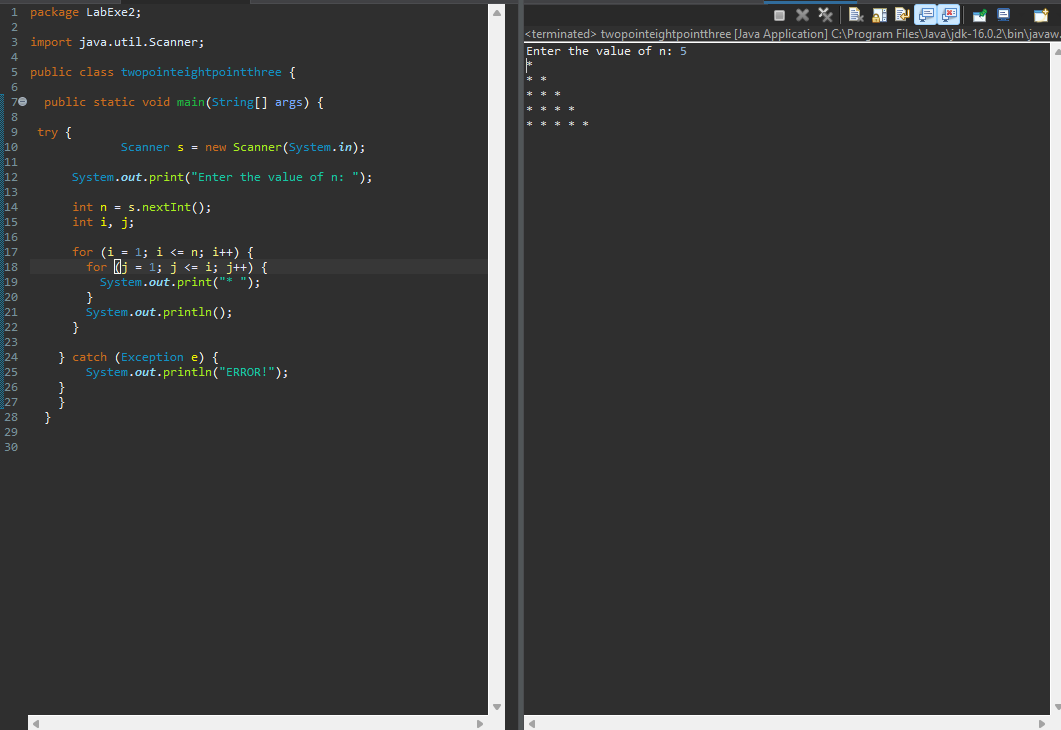 1 package LabExe2;
2
3 import java.util.Scanner;
4
5 public class twopointeightpointthree {
6
7 public static void main(String[] args) {
8
9 try {
10 Scanner s = new Scanner(System.in);
11
12 System.out.print("Enter the value of n: ");
13
14 int n = s.nextInt();
15 int i, j;
16
17 for (i = 1; i <= n; i++) {
18 for (j = 1; j <= i; j++) {
19 System.out.print("* ");
20 }
21 System.out.println();
22 }
23
24 } catch (Exception e) {
25 System.out.println("ERROR!");
26 }
27 }
28 }
29
30
<terminated> twopointeightpointthree [Java Application] C:\Program Files\Java\jdk-16.0.2\bin\javaw.
Enter the value of n: 5
*
* *
* * *
* * * *
* * * * *